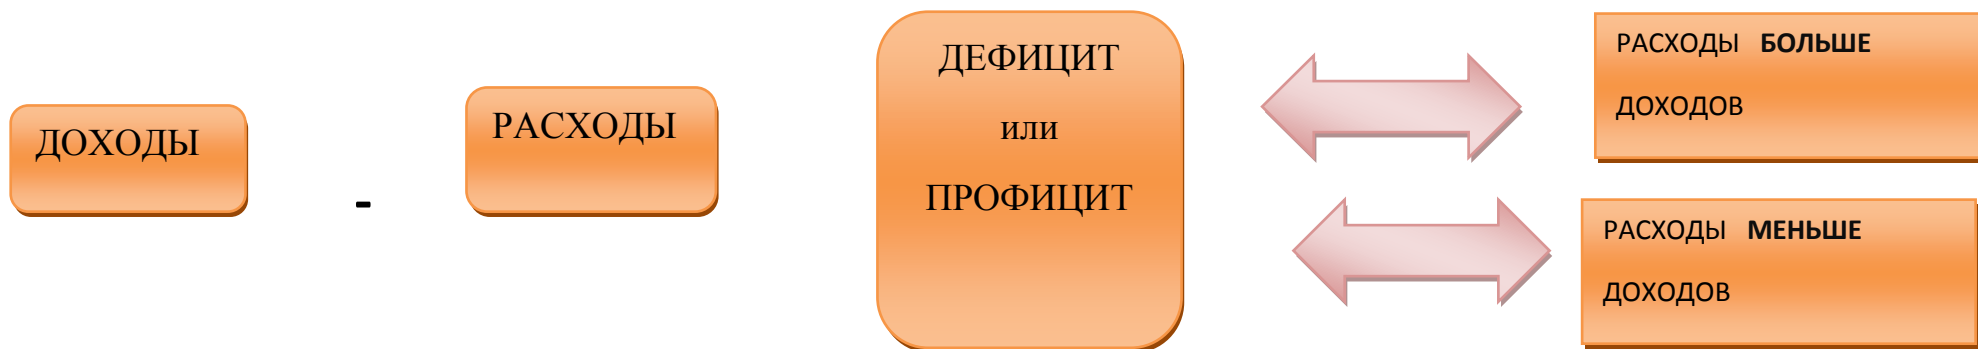 ДОХОДЫ
-
РАСХОДЫ
ДЕФИЦИТ
или
ПРОФИЦИТ
РАСХОДЫ БОЛЬШЕ
ДОХОДОВ
РАСХОДЫ МЕНЬШЕ
ДОХОДОВ